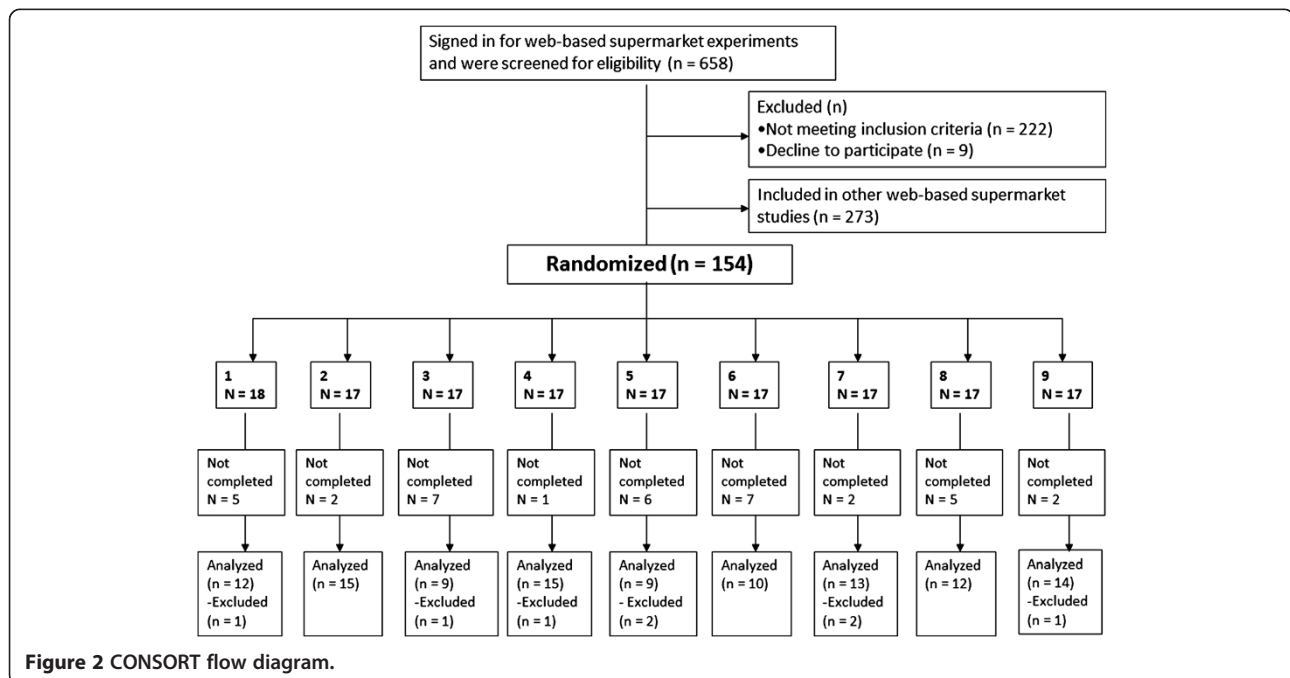 Signed in for web-based supermarket experiments
and were screened for eligibility (n = 658)
Excluded (n)
•Not meeting inclusion criteria (n = 222)
•Decline to participate (n = 9)
Included in other web-based supermarket
studies (n = 273)
Randomized (n = 154)
1
N = 18
2
N = 17
3
N = 17
4
N = 17
5
N = 17
6
N = 17
7
N = 17
8
N = 17
9
N = 17
Not
completed
N = 5
Not
completed
N = 2
Not
completed
N = 7
Not
completed
N = 1
Not
completed
N = 6
Not
completed
N = 7
Not
completed
N = 2
Not
completed
N = 5
Not
completed
N = 2
Analyzed
(n = 12)
-Excluded
(n = 1)
Analyzed
(n = 15)
Analyzed
(n = 9)
-Excluded
(n = 1)
Analyzed
(n = 15)
-Excluded
(n = 1)
Analyzed
(n = 9)
- Excluded
(n = 2)
Analyzed
(n = 10)
Analyzed
(n = 13)
-Excluded
(n = 2)
Analyzed
(n = 12)
Analyzed
(n = 14)
-Excluded
(n = 1)
Figure 2 CONSORT flow diagram.